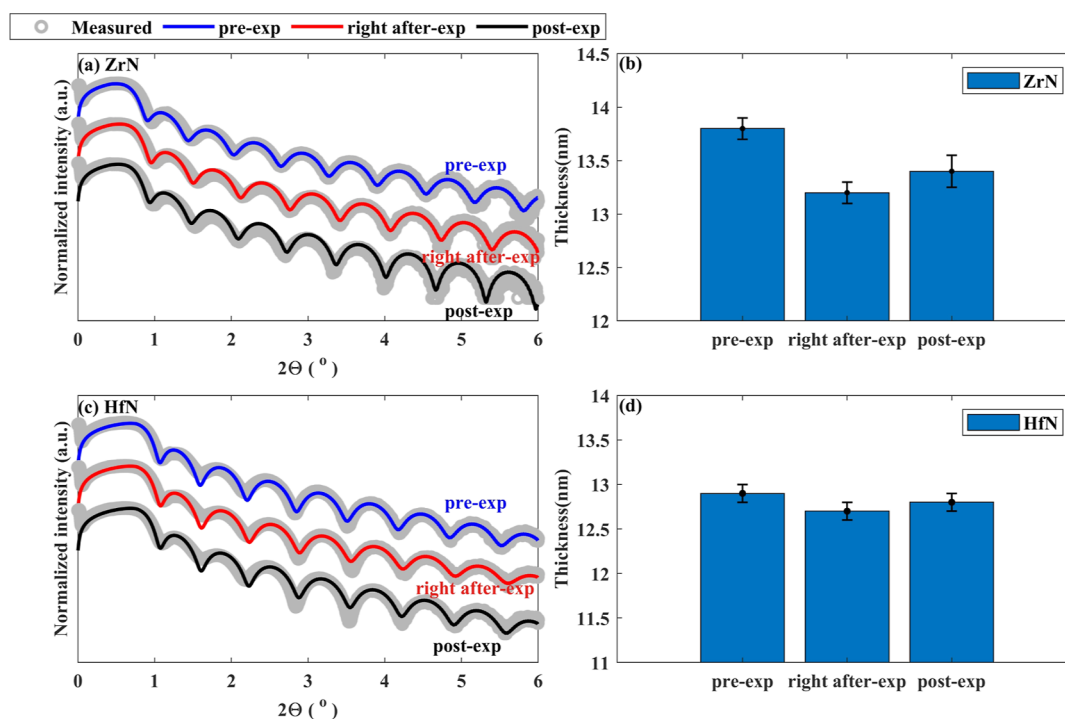 Measured pre-exp right after-exp post-exp
(a) ZrN
Normalized intensity (a.u.)
pre-exp
right after-exp
post-exp
0 1 2 3 4 5 6
2Θ ( ° )
(b)
ZrN
Thickness(nm)
14.5
14
13.5
13
12.5
12
pre-exp right after-exp post-exp
(c) HfN
Normalized intensity (a.u.)
pre-exp
right after-exp
post-exp
0 1 2 3 4 5 6
2Θ ( ° )
(d)
HfN
Thickness(nm)
14
13.5
13
12.5
12
11.5
11
pre-exp right after-exp post-exp